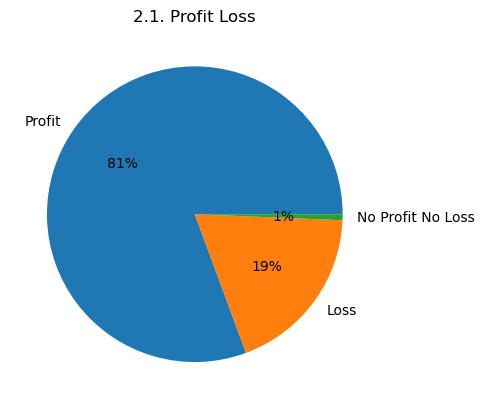 2.1. Profit Loss
Profit
81%
1%
No Profit No Loss
19%
Loss